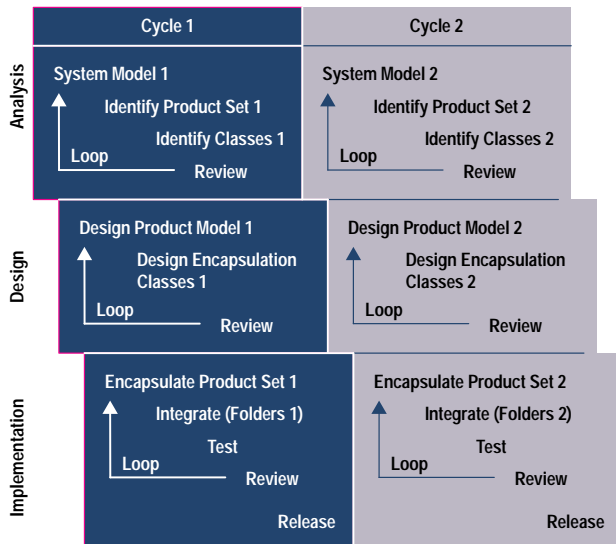 Cycle 1
Cycle 2
Analysis
System Model 1
Identify Product Set 1
Identify Classes 1
Loop
Review
System Model 2
Identify Product Set 2
Identify Classes 2
Loop
Review
Design
Design Product Model 1
Design Encapsulation
Classes 1
Loop
Review
Design Product Model 2
Design Encapsulation
Classes 2
Loop
Review
Implementation
Encapsulate Product Set 1
Integrate (Folders 1)
Test
Loop
Review
Release
Encapsulate Product Set 2
Integrate (Folders 2)
Test
Loop
Review
Release